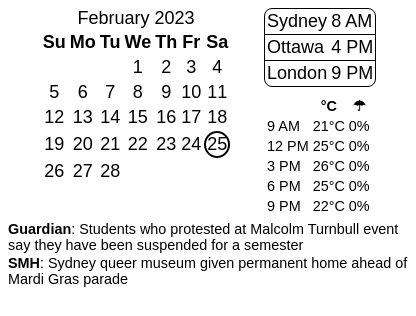 February 2023
Su Mo Tu We Th Fr Sa
1 2 3 4
5 6 7 8 9 10 11
12 13 14 15 16 17 18
19 20 21 22 23 24 25
26 27 28
Sydney 8 AM
Ottawa 4 PM
London 9 PM
°C ☂
9 AM 21°C 0%
12 PM 25°C 0%
3 PM 26°C 0%
6 PM 25°C 0%
9 PM 22°C 0%
Guardian: Students who protested at Malcolm Turnbull event
say they have been suspended for a semester
SMH: Sydney queer museum given permanent home ahead of
Mardi Gras parade